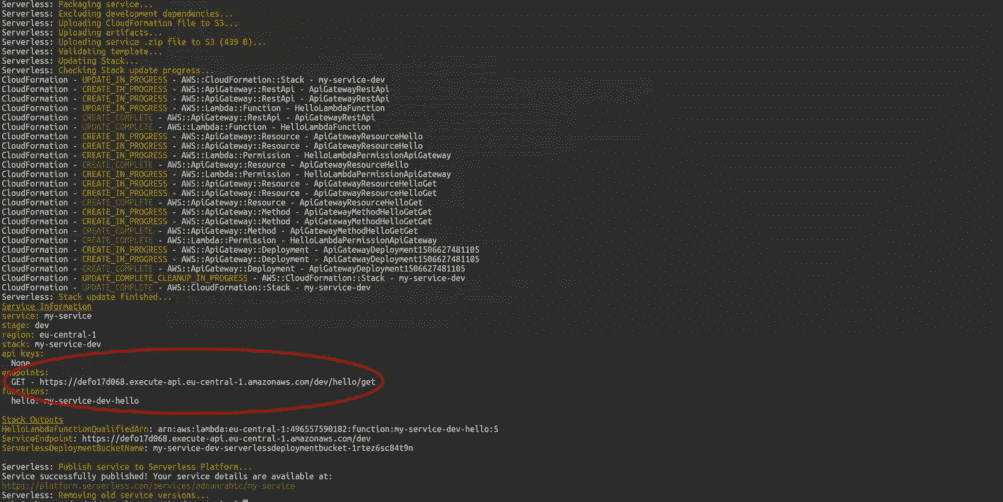 Serverless: Packaging service...
Serverless: Excluding development dependencies...
Serverless: Uploading CloudFormation file to S3...
Serverless: Uploading artifacts...
Serverless: Uploading service .zip file to S3 (439 B)...
Serverless: Validating template...
Serverless: Updating Stack...
Serverless: Checking Stack update progress...
CloudFormation - UPDATE_IN_PROGRESS - AWS::CloudFormation::Stack - my-service-dev
CloudFormation - CREATE_IN_PROGRESS - AWS::ApiGateway::RestApi - ApiGatewayRestApi
CloudFormation - CREATE_IN_PROGRESS - AWS::ApiGateway::RestApi - ApiGatewayRestApi
CloudFormation - UPDATE_IN_PROGRESS - AWS::Lambda::Function - HelloLambdaFunction
CloudFormation - CREATE_COMPLETE - AWS::ApiGateway::RestApi - ApiGatewayRestApi
CloudFormation - UPDATE_COMPLETE - AWS::Lambda::Function - HelloLambdaFunction
CloudFormation - CREATE_IN_PROGRESS - AWS::ApiGateway::Resource - ApiGatewayResourceHello
CloudFormation - CREATE_IN_PROGRESS - AWS::ApiGateway::Resource - ApiGatewayResourceHello
CloudFormation - CREATE_IN_PROGRESS - AWS::Lambda::Permission - HelloLambdaPermissionApiGateway
CloudFormation - CREATE_COMPLETE - AWS::ApiGateway::Resource - ApiGatewayResourceHello
CloudFormation - CREATE_IN_PROGRESS - AWS::Lambda::Permission - HelloLambdaPermissionApiGateway
CloudFormation - CREATE_IN_PROGRESS - AWS::ApiGateway::Resource - ApiGatewayResourceHelloGet
CloudFormation - CREATE_IN_PROGRESS - AWS::ApiGateway::Resource - ApiGatewayResourceHelloGet
CloudFormation - CREATE_COMPLETE - AWS::ApiGateway::Resource - ApiGatewayResourceHelloGet
CloudFormation - CREATE_IN_PROGRESS - AWS::ApiGateway::Method - ApiGatewayMethodHelloGetGet
CloudFormation - CREATE_IN_PROGRESS - AWS::ApiGateway::Method - ApiGatewayMethodHelloGetGet
CloudFormation - CREATE_COMPLETE - AWS::ApiGateway::Method - ApiGatewayMethodHelloGetGet
CloudFormation - CREATE_COMPLETE - AWS::Lambda::Permission - HelloLambdaPermissionApiGateway
CloudFormation - CREATE_IN_PROGRESS - AWS::ApiGateway::Deployment - ApiGatewayDeployment1506627481105
CloudFormation - CREATE_IN_PROGRESS - AWS::ApiGateway::Deployment - ApiGatewayDeployment1506627481105
CloudFormation - CREATE_COMPLETE - AWS::ApiGateway::Deployment - ApiGatewayDeployment1506627481105
CloudFormation - UPDATE_COMPLETE_CLEANUP_IN_PROGRESS - AWS::CloudFormation::Stack - my-service-dev
CloudFormation - UPDATE_COMPLETE - AWS::CloudFormation::Stack - my-service-dev
Serverless: Stack update finished...
Service Information
service: my-service
stage: dev
region: eu-central-1
stack: my-service-dev
api keys:
None
endpoints:
GET - https://defo17d068.execute-api.eu-central-1.amazonaws.com/dev/hello/get
functions:
hello: my-service-dev-hello
Stack Outputs
HelloLambdaFunctionQualifiedArn: arn:aws:lambda:eu-central-1:496557590182:function:my-service-dev-hello:5
ServiceEndpoint: https://defo17d068.execute-api.eu-central-1.amazonaws.com/dev
ServerlessDeploymentBucketName: my-service-dev-serverlessdeploymentbucket-1rtez6sc84t9n
Serverless: Publish service to Serverless Platform...
Service successfully published! Your service details are available at:
https://platform.serverless.com/services/adnanrahic/my-service
Serverless: Removing old service versions...